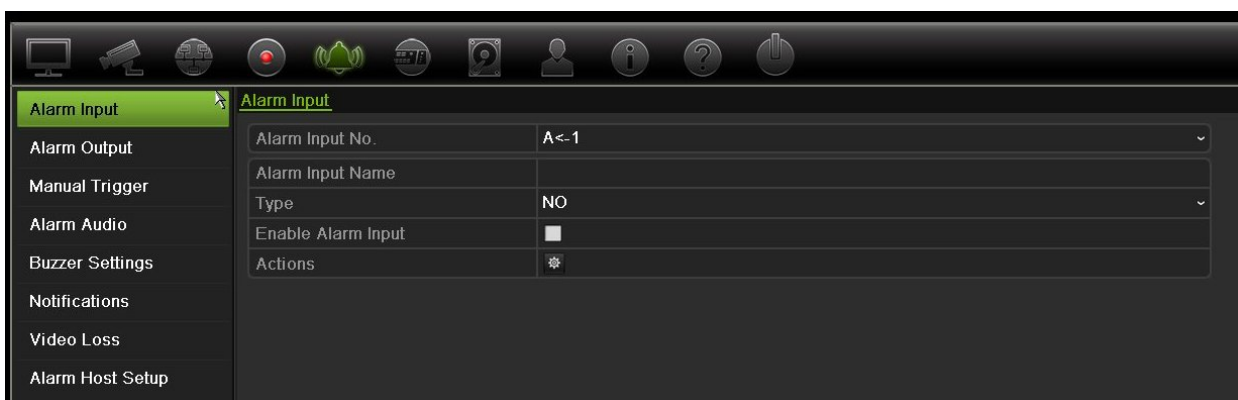 Alarm Input
Alarm Output
Manual Trigger
Alarm Audio
Buzzer Settings
Notifications
Video Loss
Alarm Host Setup
Alarm Input
Alarm Input No. A<-1
Alarm Input Name
Type NO
Enable Alarm Input
Actions